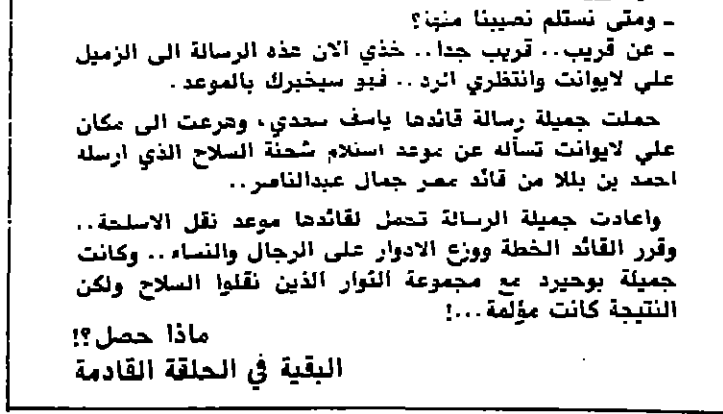 ـ ومتى نستلم نصيبنا منها؟
ـ عن قريب.. قريب جدا.. خذي الان هذه الرسالة الى الزميل
علي لايوانت وانتظري الرد.. فهو سيخبرك بالموعد.
حملت جميلة رسالة قائدها ياسف سعدي، وهرعت الى مكان
علي لايوانت تسأله عن موعد استلام شحنة السلاح الذي ارسله
احمد بن بللا من قائد مصر جمال عبدالناصر..
واعادت جميلة الرسالة تحمل لقائدها موعد نقل الاسلحة..
وقرر القائد الخطة ووزع الادوار على الرجال والنساء.. وكانت
جميلة بوحيرد مع مجموعة الثوار الذين نقلوا السلاح ولكن
النتيجة كانت مؤلمة...!
ماذا حصل؟!
البقية في الحلقة القادمة